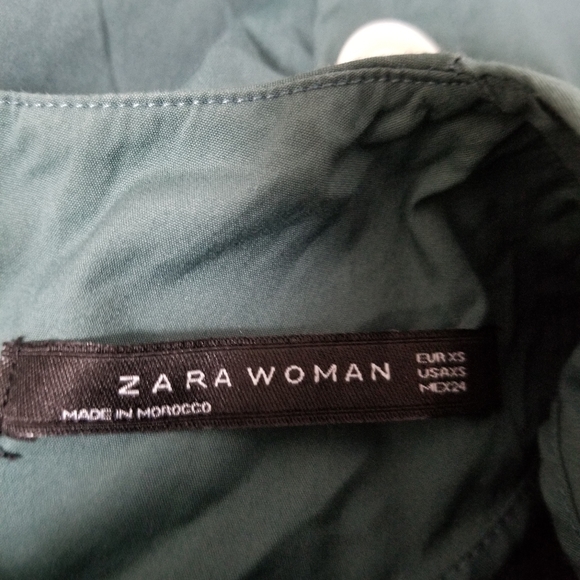 ZARA WOMAN
MADE IN MOROCCO
EUR XS
USA XS
MEX 24